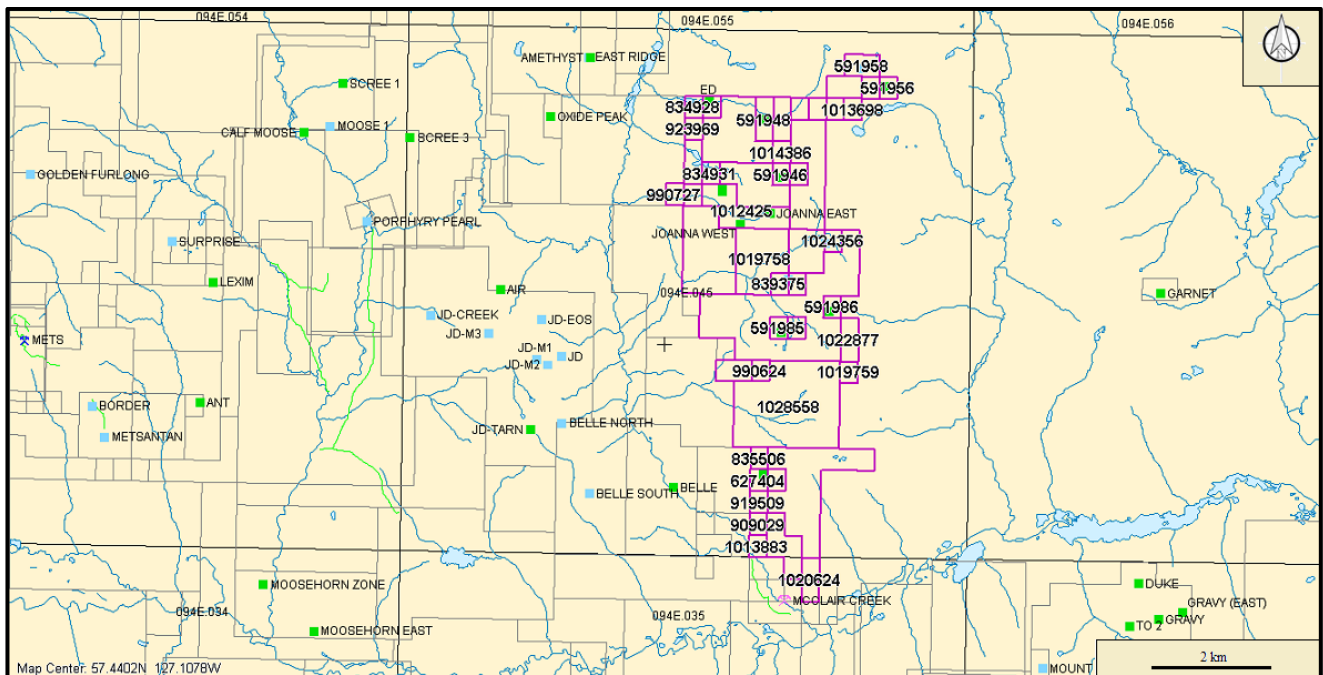 094E.054
094E.055
094E.056
N
AMETHYST
EAST RIDGE
591958
SCREE 1
591956
ED
834928
1013698
OXIDE PEAK
591948
MOOSE 1
923969
CALF MOOSE
SCREE 3
1014386
GOLDEN FURLONG
834931
591946
990727
1012425
JOANNA EAST
PORFHYRY PEARL
JOANNA WEST
SURPRISE
1024356
1019758
LEXIM
839375
AIR
094E.045
GARNET
591986
JD-CREEK
JD-EOS
JD-M3
591985
METS
1022877
JD-M1
JD
JD-M2
990624
1019759
BORDER
ANT
1028558
METSANTAN
JD-TARN
BELLE NORTH
835506
627404
BELLE SOUTH
BELLE
919509
909029
1013883
MOOSEHORN ZONE
1020624
DUKE
MCCLAIR CREEK
GRAVY (EAST)
094E.034
094E.035
GRAVY
TO 2
MOOSEHORN EAST
2 km
Map Center: 57.4402N 127.1078W
MOUNT